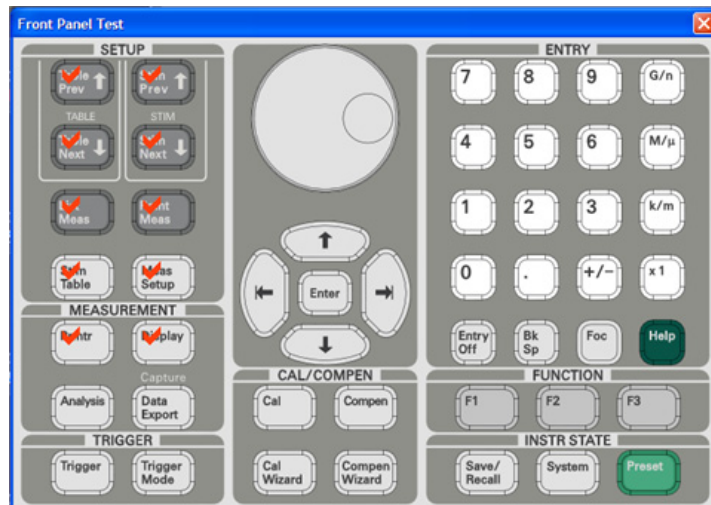 Front Panel Test
SETUP
Prev
Prev
TABLE
STIM
Next
Next
Meas
Meas
Table
Setup
MEASUREMENT
Display
Capture
Analysis
Data
Export
TRIGGER
Trigger
Trigger
Mode
Enter
CAL/COMPEN
Cal
Compen
Cal
Wizard
Compen
Wizard
ENTRY
7
8
9
G/n
4
5
6
M/μ
1
2
3
k/m
0
.
+/−
x1
Entry
Off
Bk
Sp
Foc
Help
FUNCTION
F1
F2
F3
INSTR STATE
Save/
Recall
System
Preset